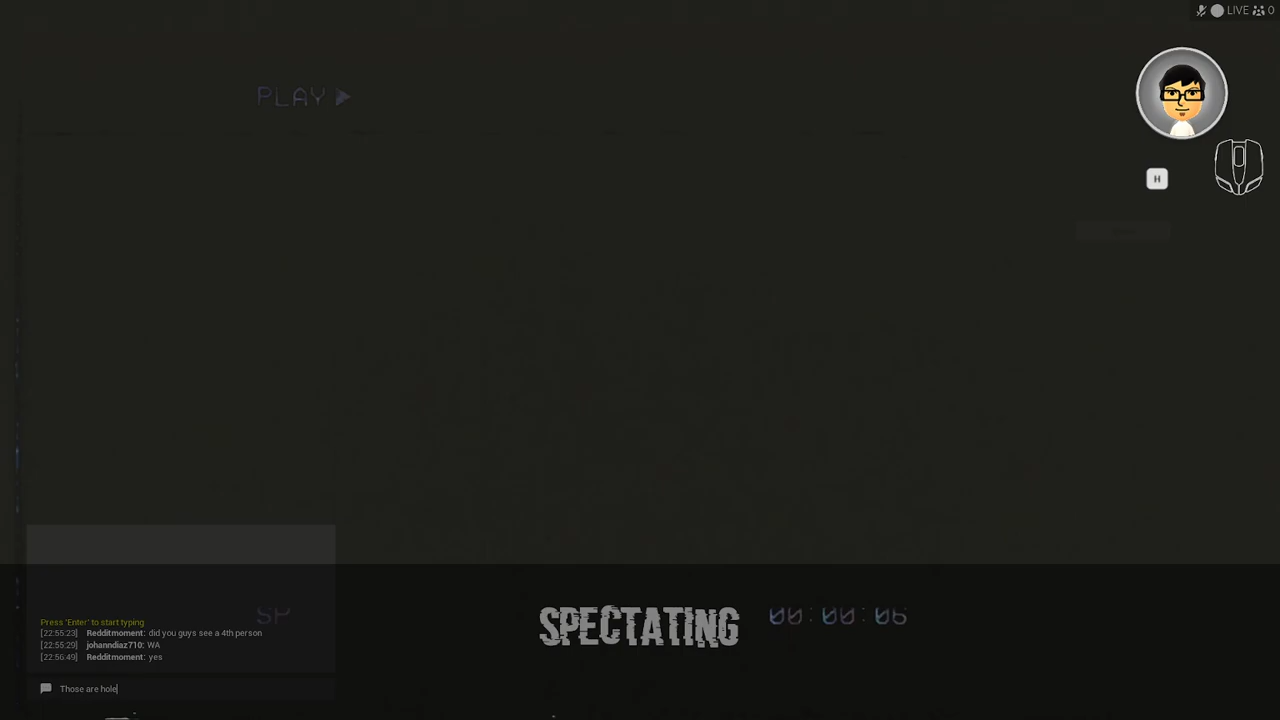 LIVE 0
PLAY
H
SP
SPECTATING
00:00:06
Press 'Enter' to start typing
[22:55:23] Redditmoment: did you guys see a 4th person
[22:55:29] johanndiaz710: WA
[22:56:49] Redditmoment: yes
Those are hole